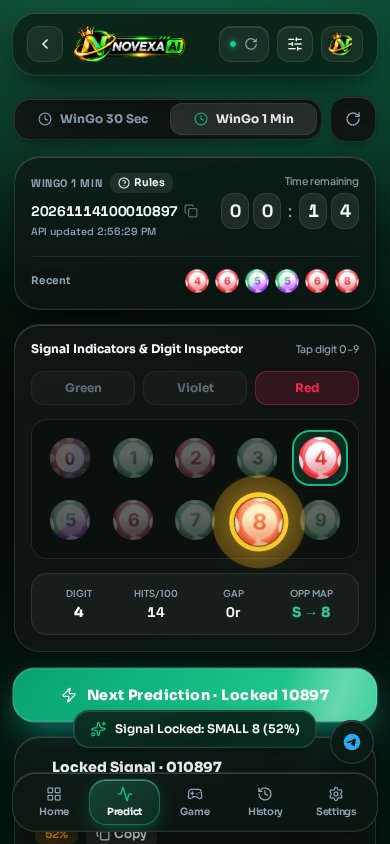 NOVEXA AI
WinGo 30 Sec
WinGo 1 Min
WINGO 1 MIN
Rules
Time remaining
20261114100010897
0 0 : 1 4
API updated 2:56:29 PM
Recent
4 6 5 5 6 8
Signal Indicators & Digit Inspector
Tap digit 0–9
Green
Violet
Red
0 1 2 3 4
5 6 7 8 9
DIGIT HITS/100 GAP OPP MAP
4 14 0r S → 8
Next Prediction · Locked 10897
Signal Locked: SMALL 8 (52%)
Locked Signal · 010897
Home Predict Game History Settings
52% Copy